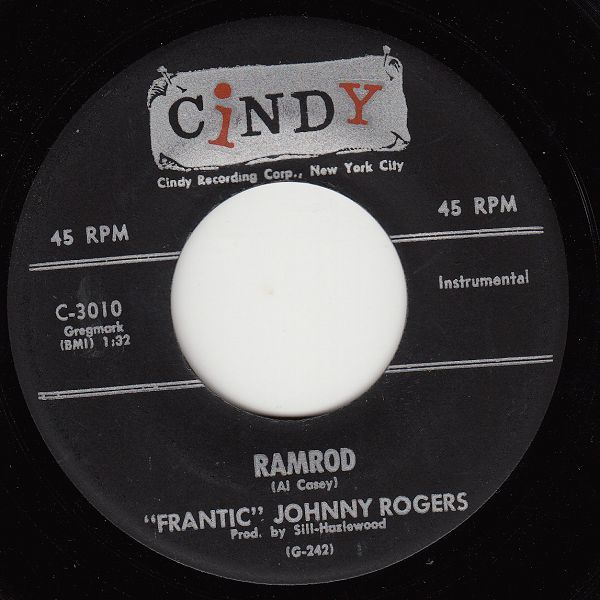 CiNDY
Cindy Recording Corp., New York City
45 RPM
45 RPM
Instrumental
C-3010
Gregmark
(BMI) 1:32
RAMROD
(Al Casey)
"FRANTIC" JOHNNY ROGERS
Prod. by Sill-Hazlewood
(G-242)